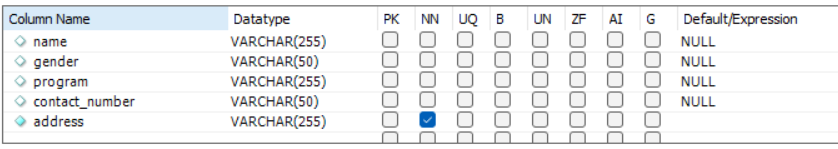 Column Name Datatype PK NN UQ B UN ZF AI G Default/Expression
name VARCHAR(255) NULL
gender VARCHAR(50) NULL
program VARCHAR(255) NULL
contact_number VARCHAR(50) NULL
address VARCHAR(255)